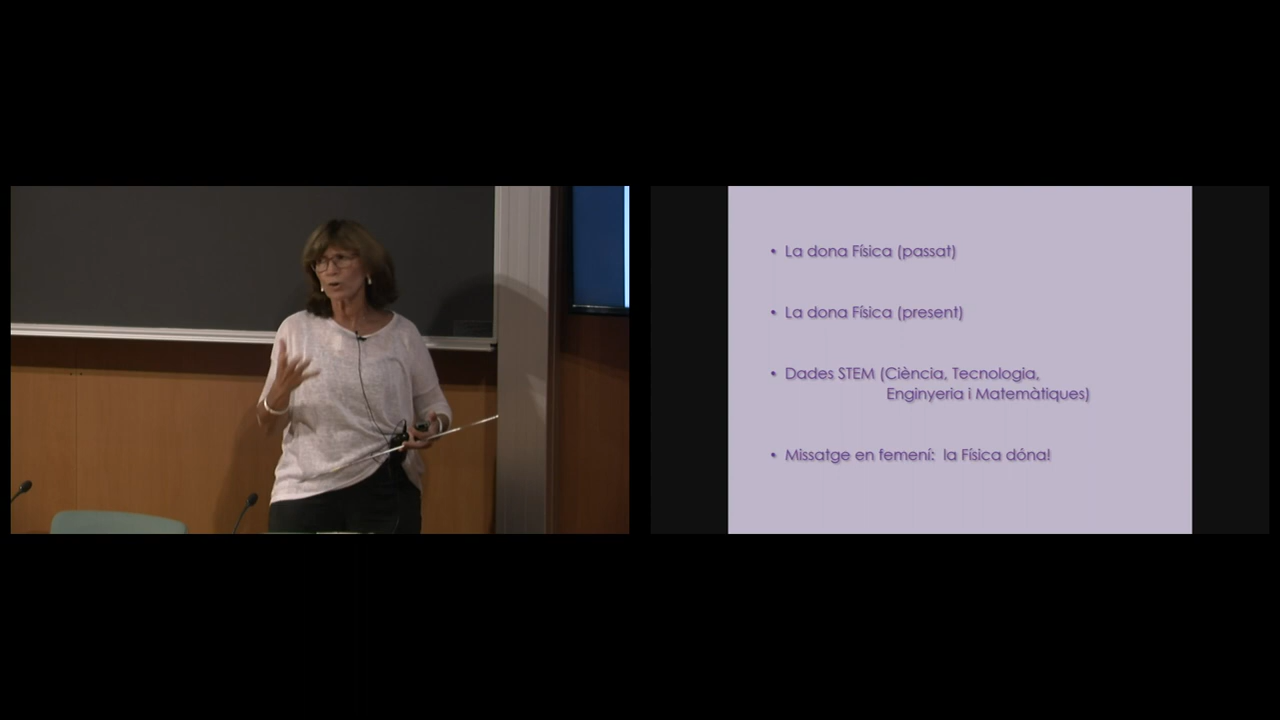 • La dona Física (passat)
• La dona Física (present)
• Dades STEM (Ciència, Tecnologia,
Enginyeria i Matemàtiques)
• Missatge en femení: la Física dóna!